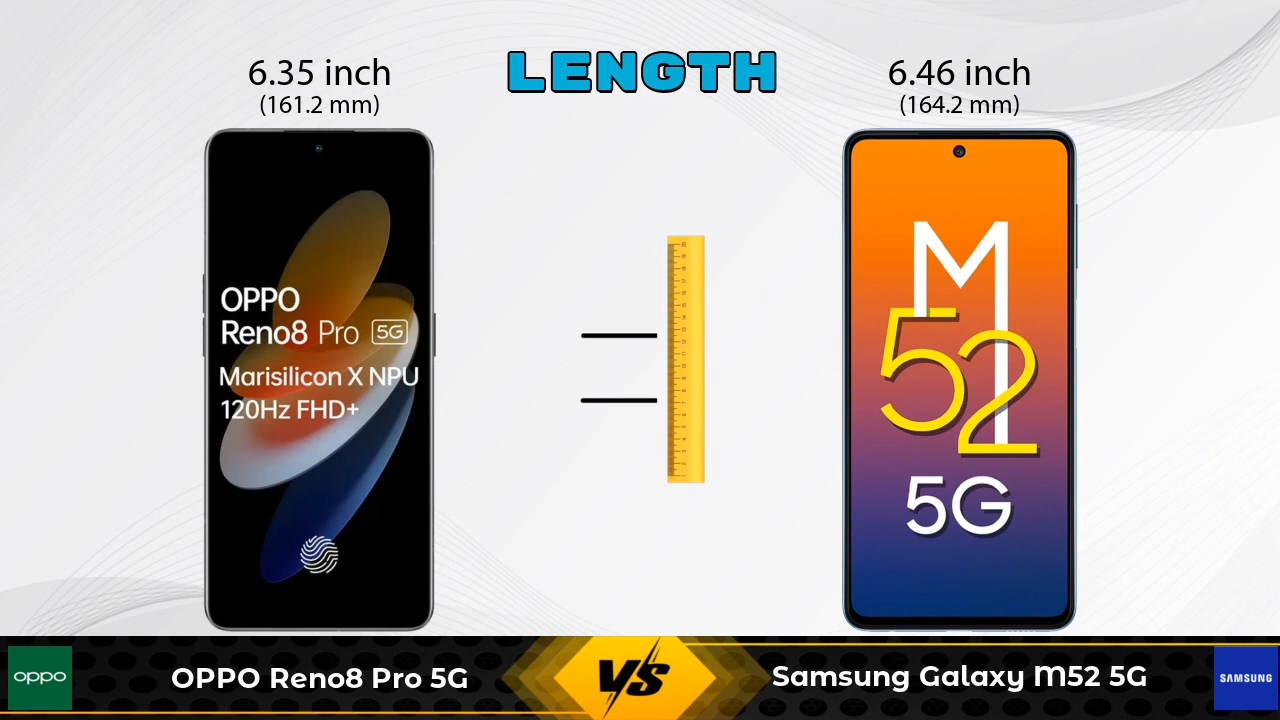 LENGTH
6.35 inch
(161.2 mm)
6.46 inch
(164.2 mm)
OPPO
Reno8 Pro 5G
Marisilicon X NPU
120Hz FHD+
M
52
5G
oppo
OPPO Reno8 Pro 5G
VS
Samsung Galaxy M52 5G
SAMSUNG